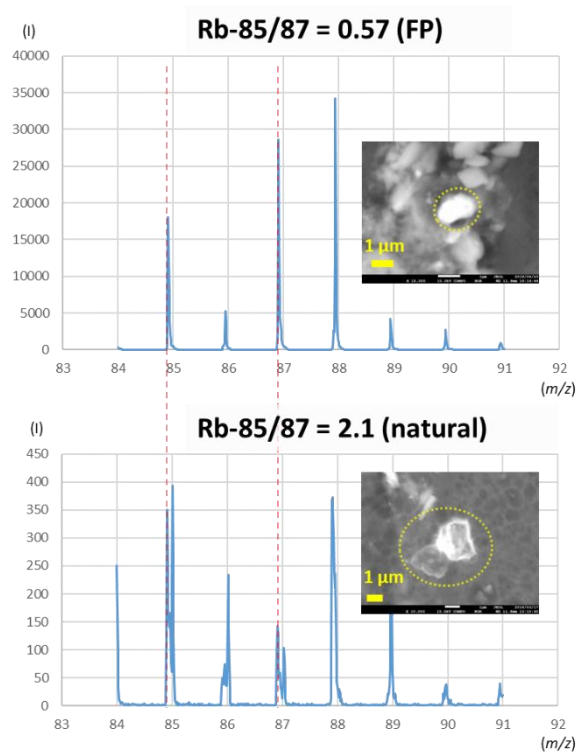 Rb-85/87 = 0.57 (FP)
(I)
40000
35000
30000
25000
20000
15000
10000
5000
0
1 μm
83 84 85 86 87 88 89 90 91 92
(m/z)
Rb-85/87 = 2.1 (natural)
(I)
450
400
350
300
250
200
150
100
50
0
1 μm
83 84 85 86 87 88 89 90 91 92
(m/z)